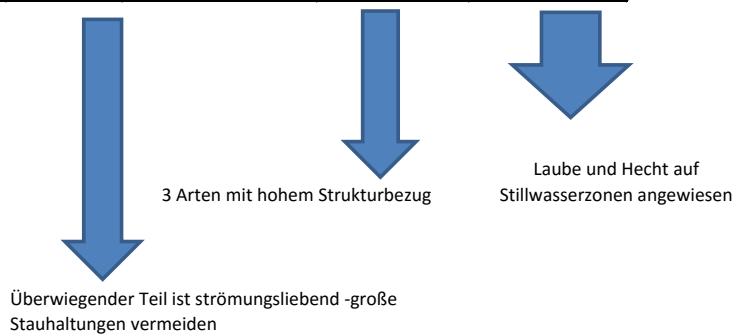 Laube und Hecht auf
Stillwasserzonen angewiesen
3 Arten mit hohem Strukturbezug
Überwiegender Teil ist strömungsliebend -große
Stauhaltungen vermeiden